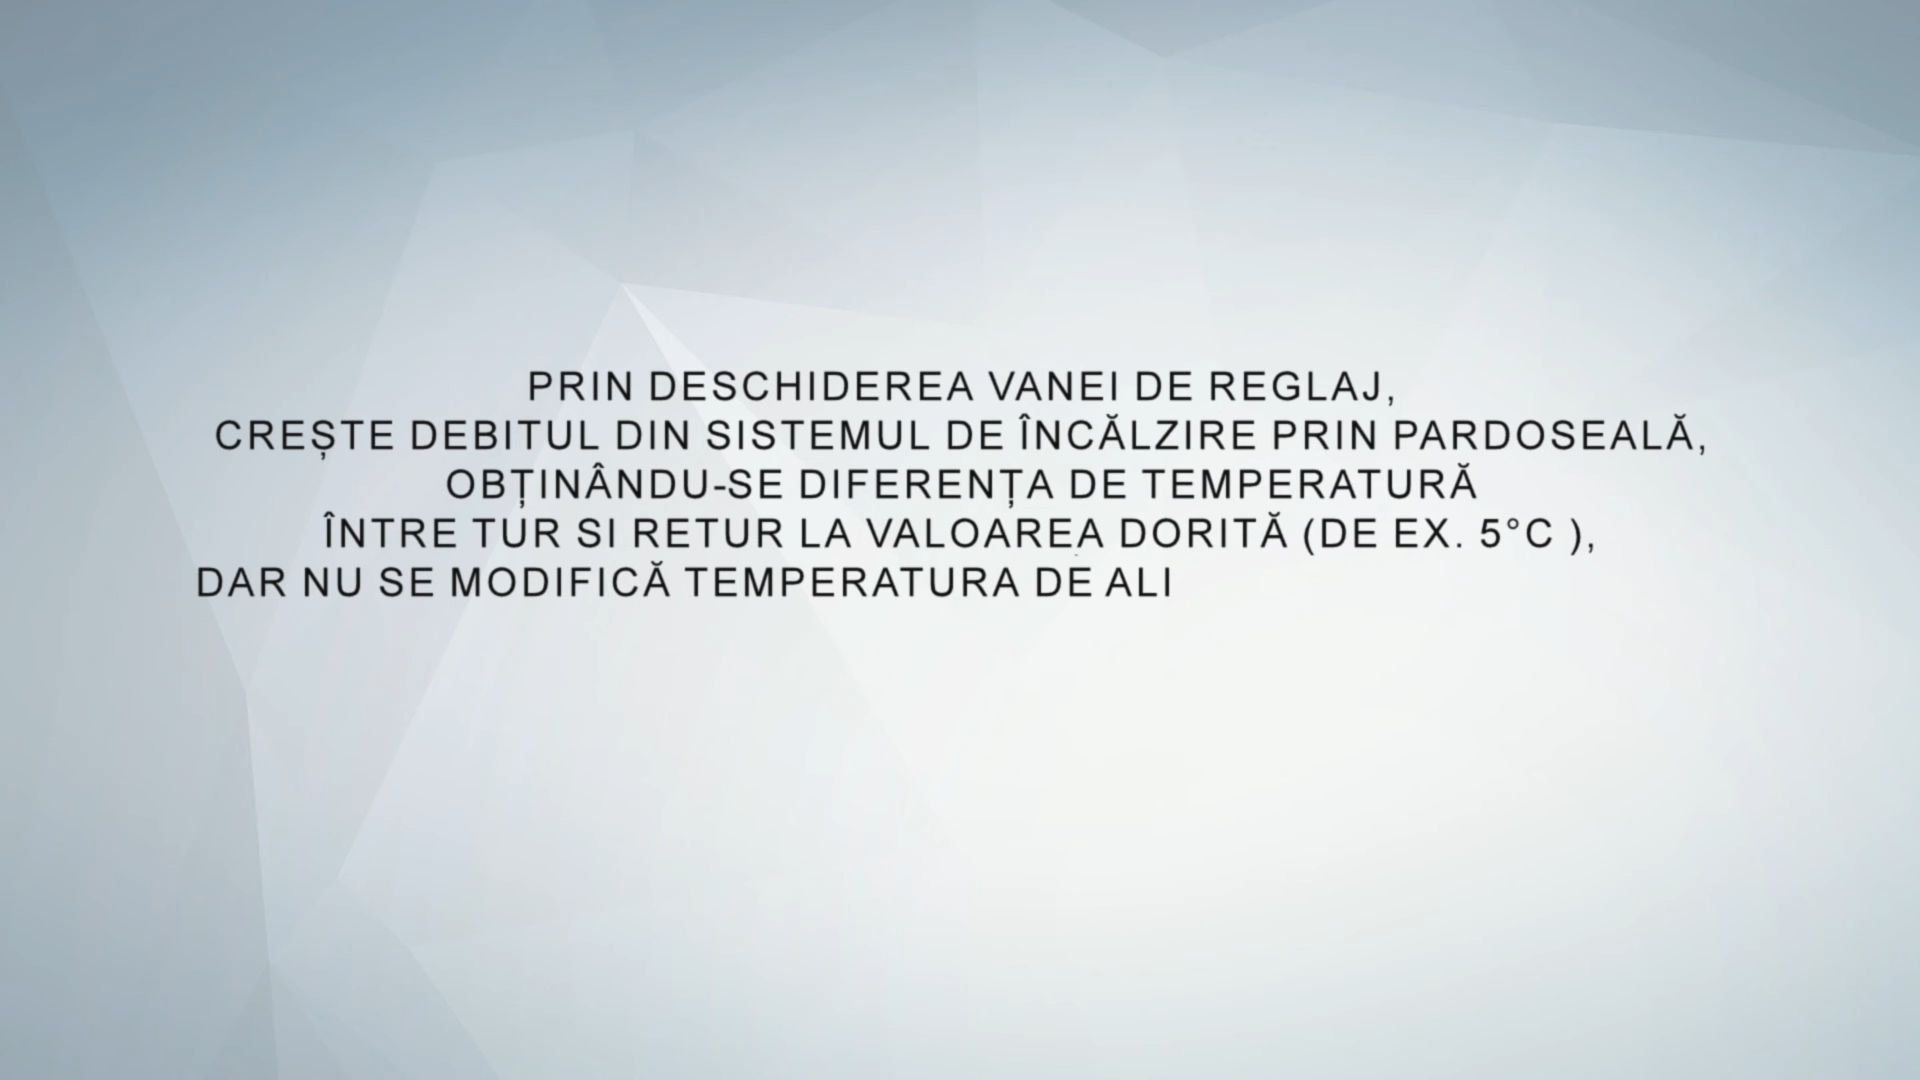 PRIN DESCHIDEREA VANEI DE REGLAJ,
CREȘTE DEBITUL DIN SISTEMUL DE ÎNCĂLZIRE PRIN PARDOSEALĂ,
OBȚINÂNDU-SE DIFERENȚA DE TEMPERATURĂ
ÎNTRE TUR SI RETUR LA VALOAREA DORITĂ (DE EX. 5°C ),
DAR NU SE MODIFICĂ TEMPERATURA DE ALI